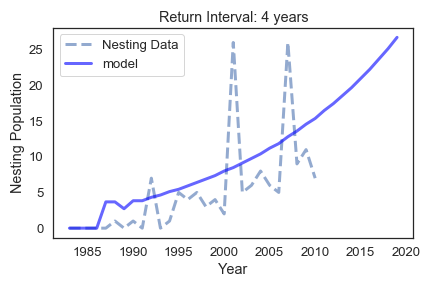 Return Interval: 4 years
Nesting Data
model
Nesting Population
25
20
15
10
5
0
1985 1990 1995 2000 2005 2010 2015 2020
Year